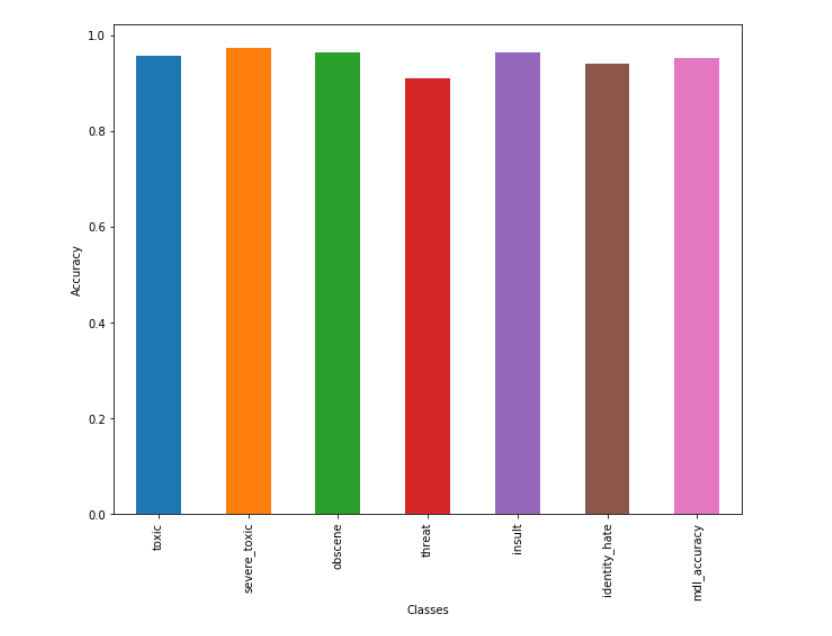 1.0
0.8
0.6
0.4
0.2
0.0
Accuracy
toxic
severe_toxic
obscene
threat
insult
identity_hate
mdl_accuracy
Classes